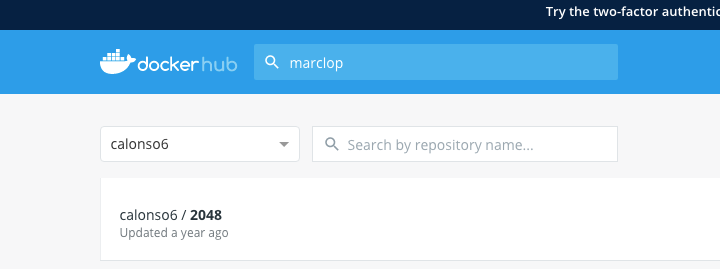 Try the two-factor authentic
dockerhub
marclop
calonso6
Search by repository name...
calonso6 / 2048
Updated a year ago